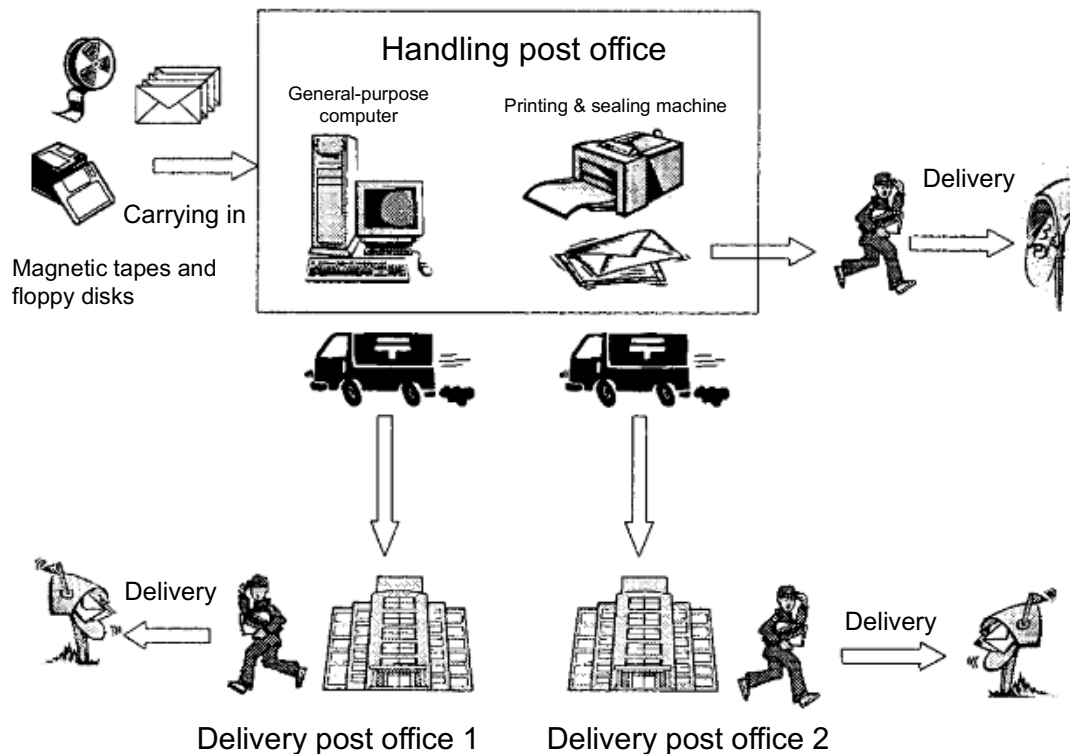 Handling post office
General-purpose
computer
Printing & sealing machine
Carrying in
Magnetic tapes and
floppy disks
Delivery
Delivery
Delivery
Delivery post office 1
Delivery post office 2